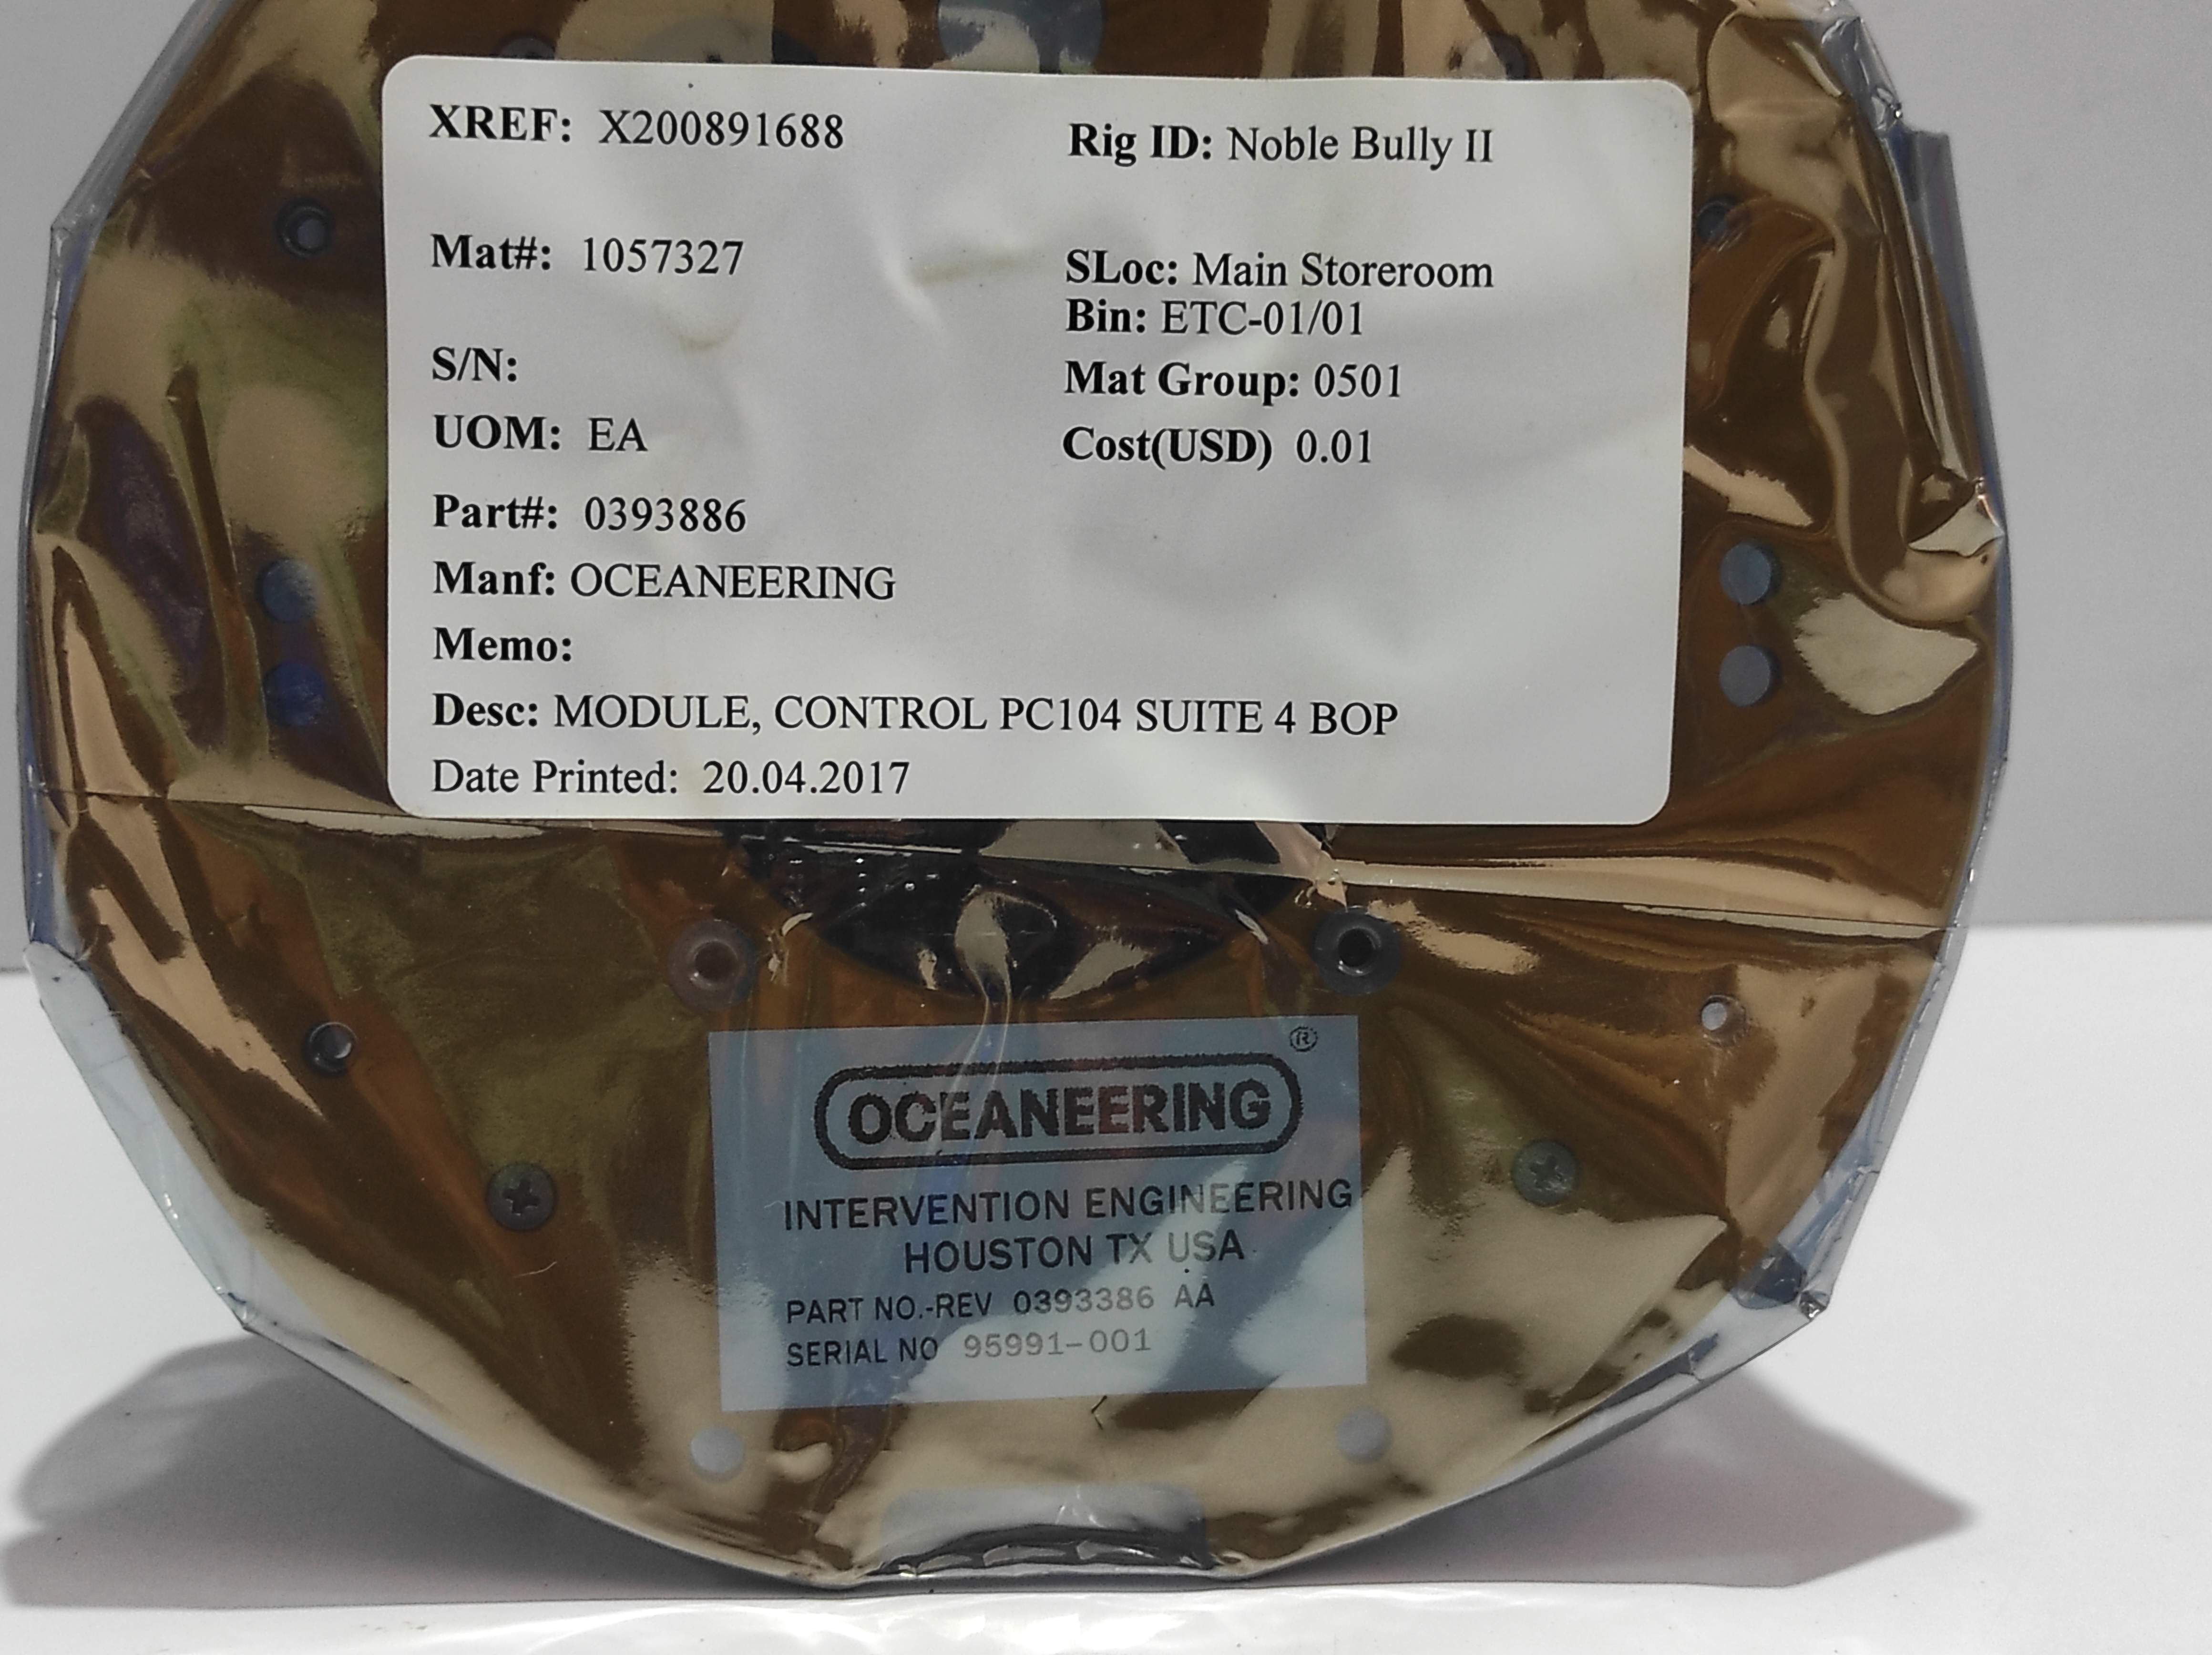 XREF: X200891688
Rig ID: Noble Bully II
Mat#: 1057327
SLoc: Main Storeroom
Bin: ETC-01/01
S/N:
Mat Group: 0501
UOM: EA
Cost(USD) 0.01
Part#: 0393886
Manf: OCEANEERING
Memo:
Desc: MODULE, CONTROL PC104 SUITE 4 BOP
Date Printed: 20.04.2017
OCEANEERING ®
INTERVENTION ENGINEERING
HOUSTON TX USA
PART NO.-REV 0393386 AA
SERIAL NO 95991-001